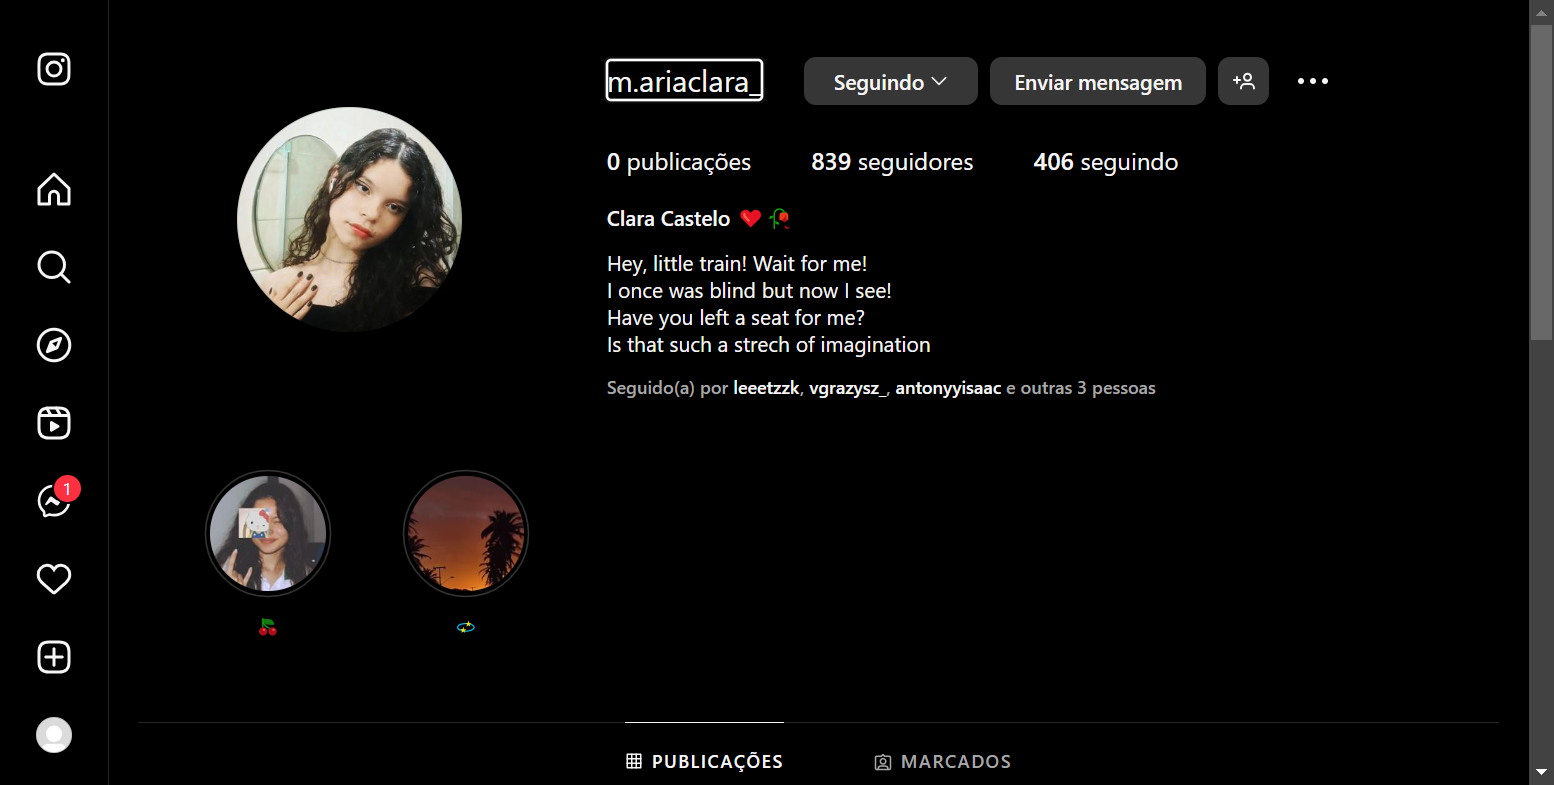 m.ariaclara_
Seguindo
Enviar mensagem
0 publicações
839 seguidores
406 seguindo
Clara Castelo
Hey, little train! Wait for me!
I once was blind but now I see!
Have you left a seat for me?
Is that such a strech of imagination
Seguido(a) por leeetzzk, vgrazysz_, antonyyisaac e outras 3 pessoas
1
PUBLICAÇÕES
MARCADOS